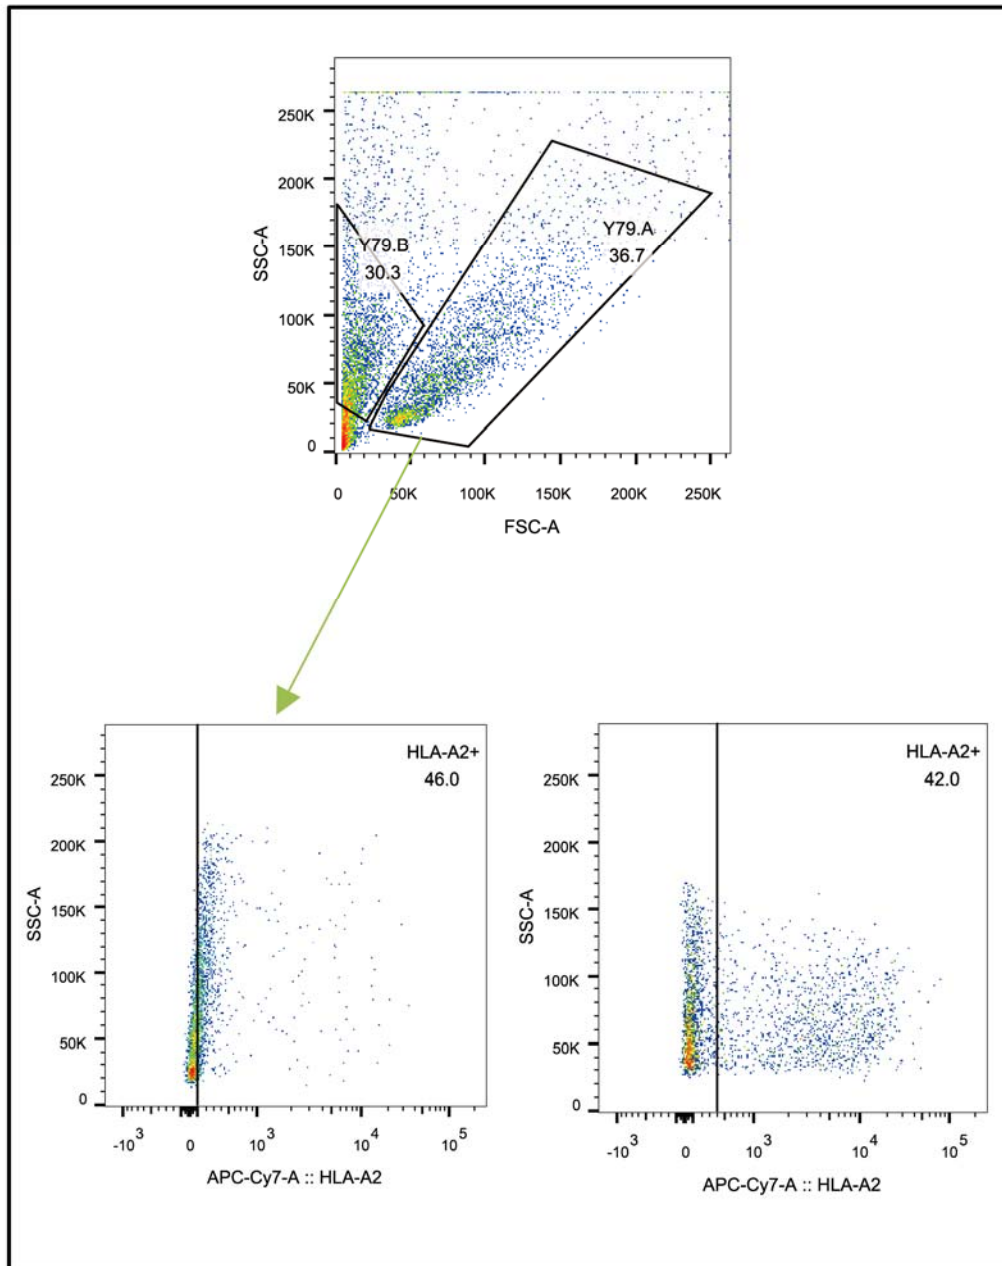 250K
200K
150K
100K
50K
0
SSC-A
Y79.B
30.3
Y79.A
36.7
0
50K
100K
150K
200K
250K
FSC-A
HLA-A2+
46.0
250K
200K
150K
100K
50K
0
SSC-A
-10^3
0
10^3
10^4
10^5
APC-Cy7-A :: HLA-A2
HLA-A2+
42.0
250K
200K
150K
100K
50K
0
SSC-A
-10^3
0
10^3
10^4
10^5
APC-Cy7-A :: HLA-A2